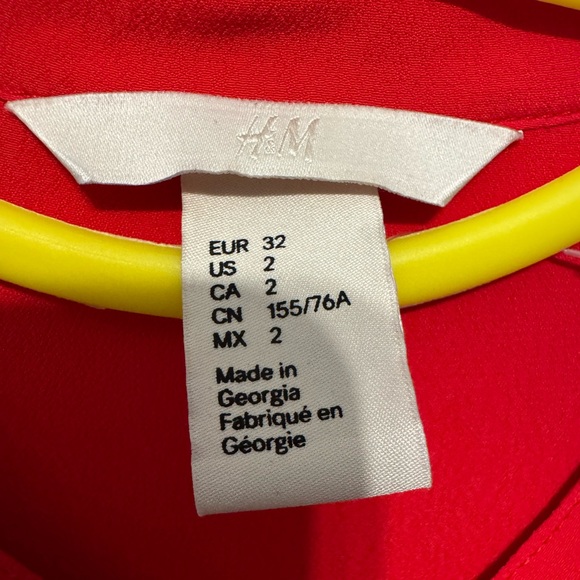 H&M
EUR 32
US 2
CA 2
CN 155/76A
MX 2
Made in
Georgia
Fabriqué en
Géorgie